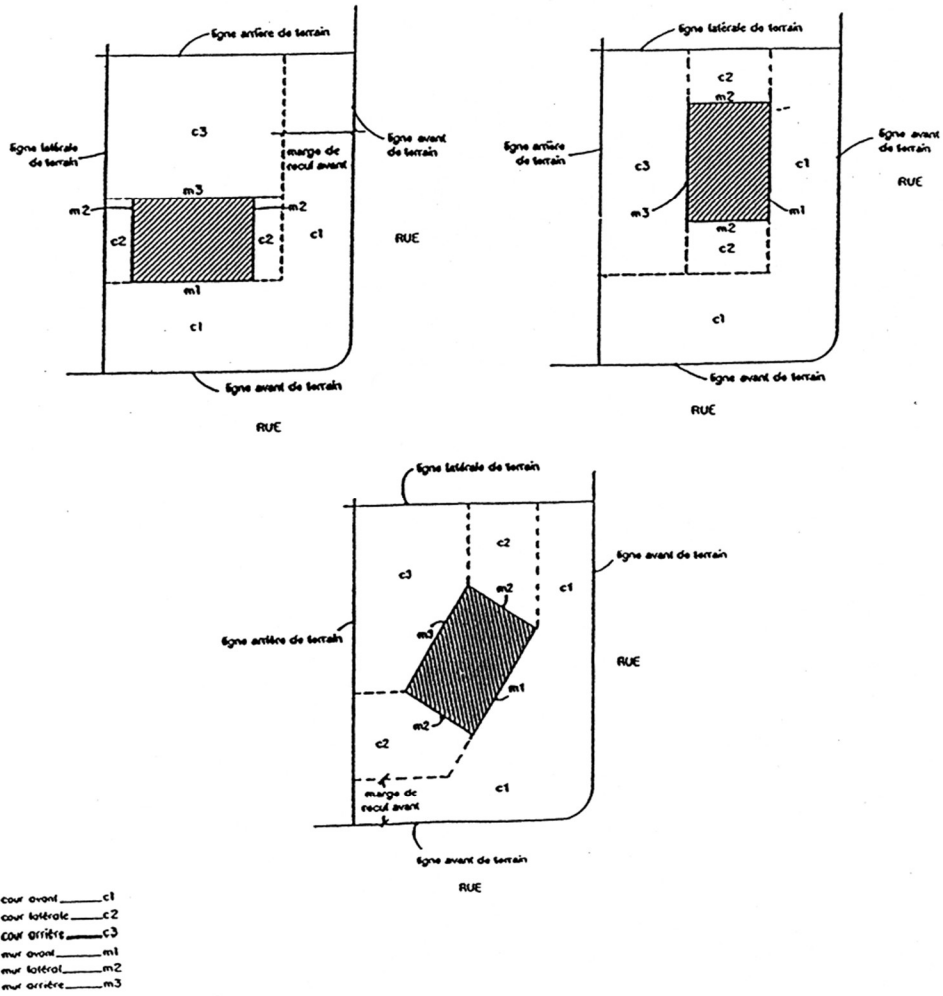 ligne arrière de terrain
c3
ligne latérale
de terrain
ligne avant
de terrain
marge de
recul avant
m3
m2
m2
c2
c2
c1
RUE
m1
c1
ligne avant de terrain
RUE
ligne latérale de terrain
c2
m2
ligne arrière
de terrain
c3
c1
ligne avant
de terrain
RUE
m3
m1
m2
c2
c1
ligne avant de terrain
RUE
ligne latérale de terrain
c2
ligne avant de terrain
c3
c1
m2
m3
ligne arrière de terrain
RUE
m1
m2
c2
marge de
recul avant
c1
ligne avant de terrain
RUE
cour avant c1
cour latérale c2
cour arrière c3
mur avant m1
mur latéral m2
mur arrière m3